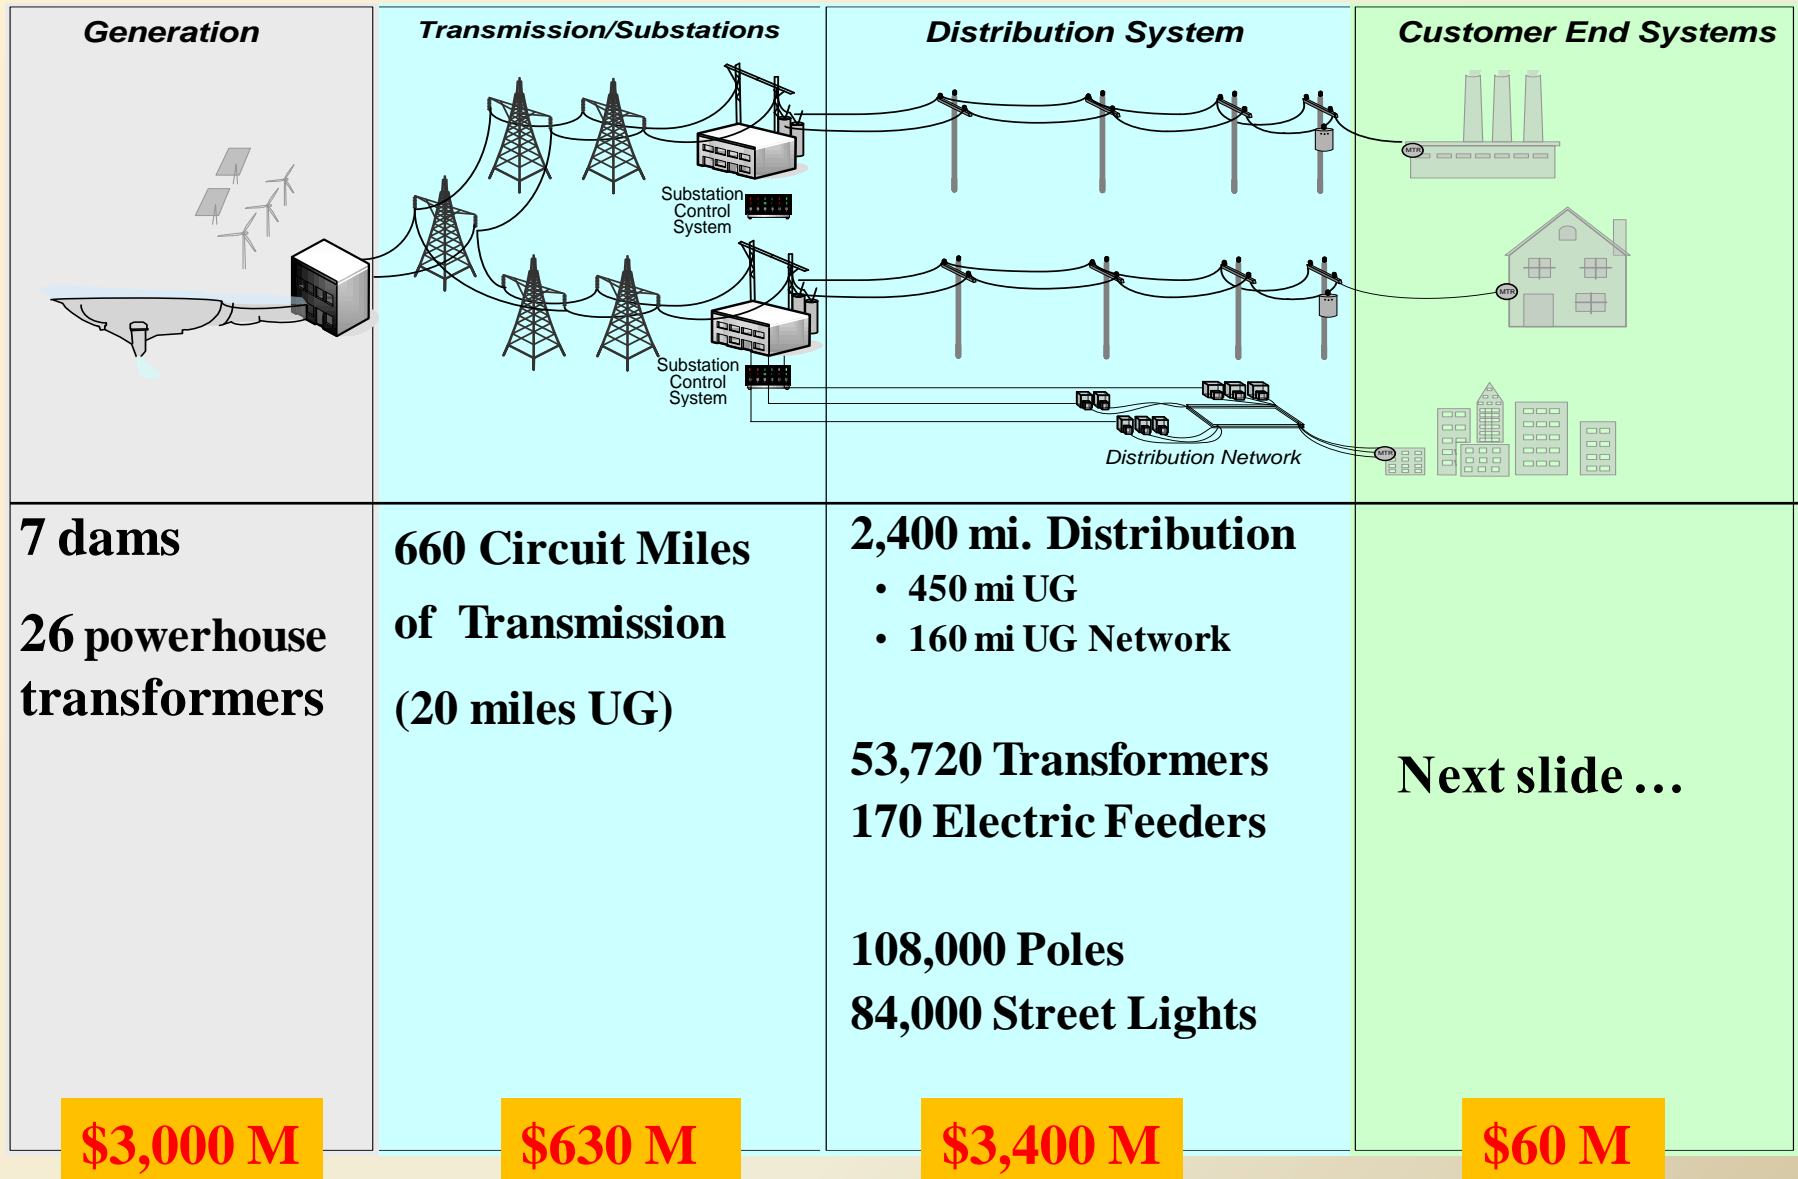 Generation
Transmission/Substations
Distribution System
Customer End Systems
Substation
Control
System
Substation
Control
System
MTR
MTR
MTR
Distribution Network
7 dams
26 powerhouse
transformers
660 Circuit Miles
of Transmission
(20 miles UG)
2,400 mi. Distribution
• 450 mi UG
• 160 mi UG Network
53,720 Transformers
170 Electric Feeders
108,000 Poles
84,000 Street Lights
Next slide …
$3,000 M
$630 M
$3,400 M
$60 M